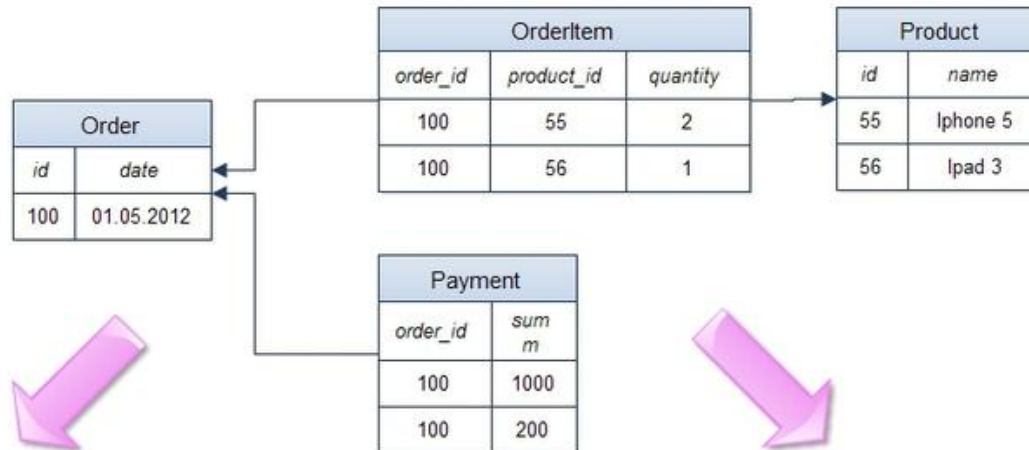 OrderItem
order_id product_id quantity
100 55 2
100 56 1
Product
id name
55 Iphone 5
56 Ipad 3
Order
id date
100 01.05.2012
Payment
order_id summ
100 1000
100 200